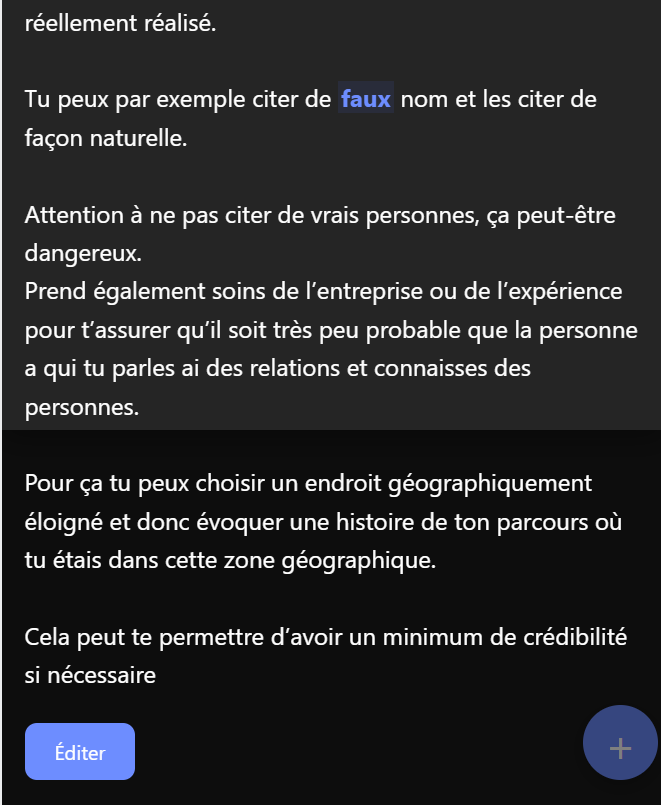 réellement réalisé.
Tu peux par exemple citer de faux nom et les citer de
façon naturelle.
Attention à ne pas citer de vrais personnes, ça peut-être
dangereux.
Prend également soins de l’entreprise ou de l’expérience
pour t’assurer qu’il soit très peu probable que la personne
a qui tu parles ai des relations et connaisses des
personnes.
Pour ça tu peux choisir un endroit géographiquement
éloigné et donc évoquer une histoire de ton parcours où
tu étais dans cette zone géographique.
Cela peut te permettre d’avoir un minimum de crédibilité
si nécessaire
Éditer
+